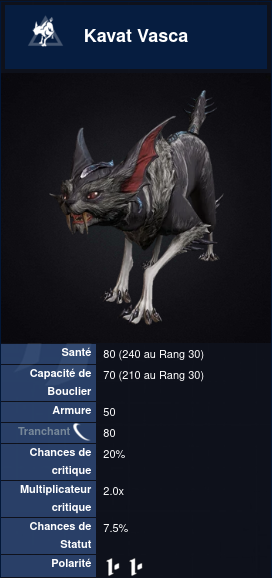 Kavat Vasca
Santé 80 (240 au Rang 30)
Capacité de Bouclier 70 (210 au Rang 30)
Armure 50
Tranchant 80
Chances de critique 20%
Multiplicateur critique 2.0x
Chances de Statut 7.5%
Polarité